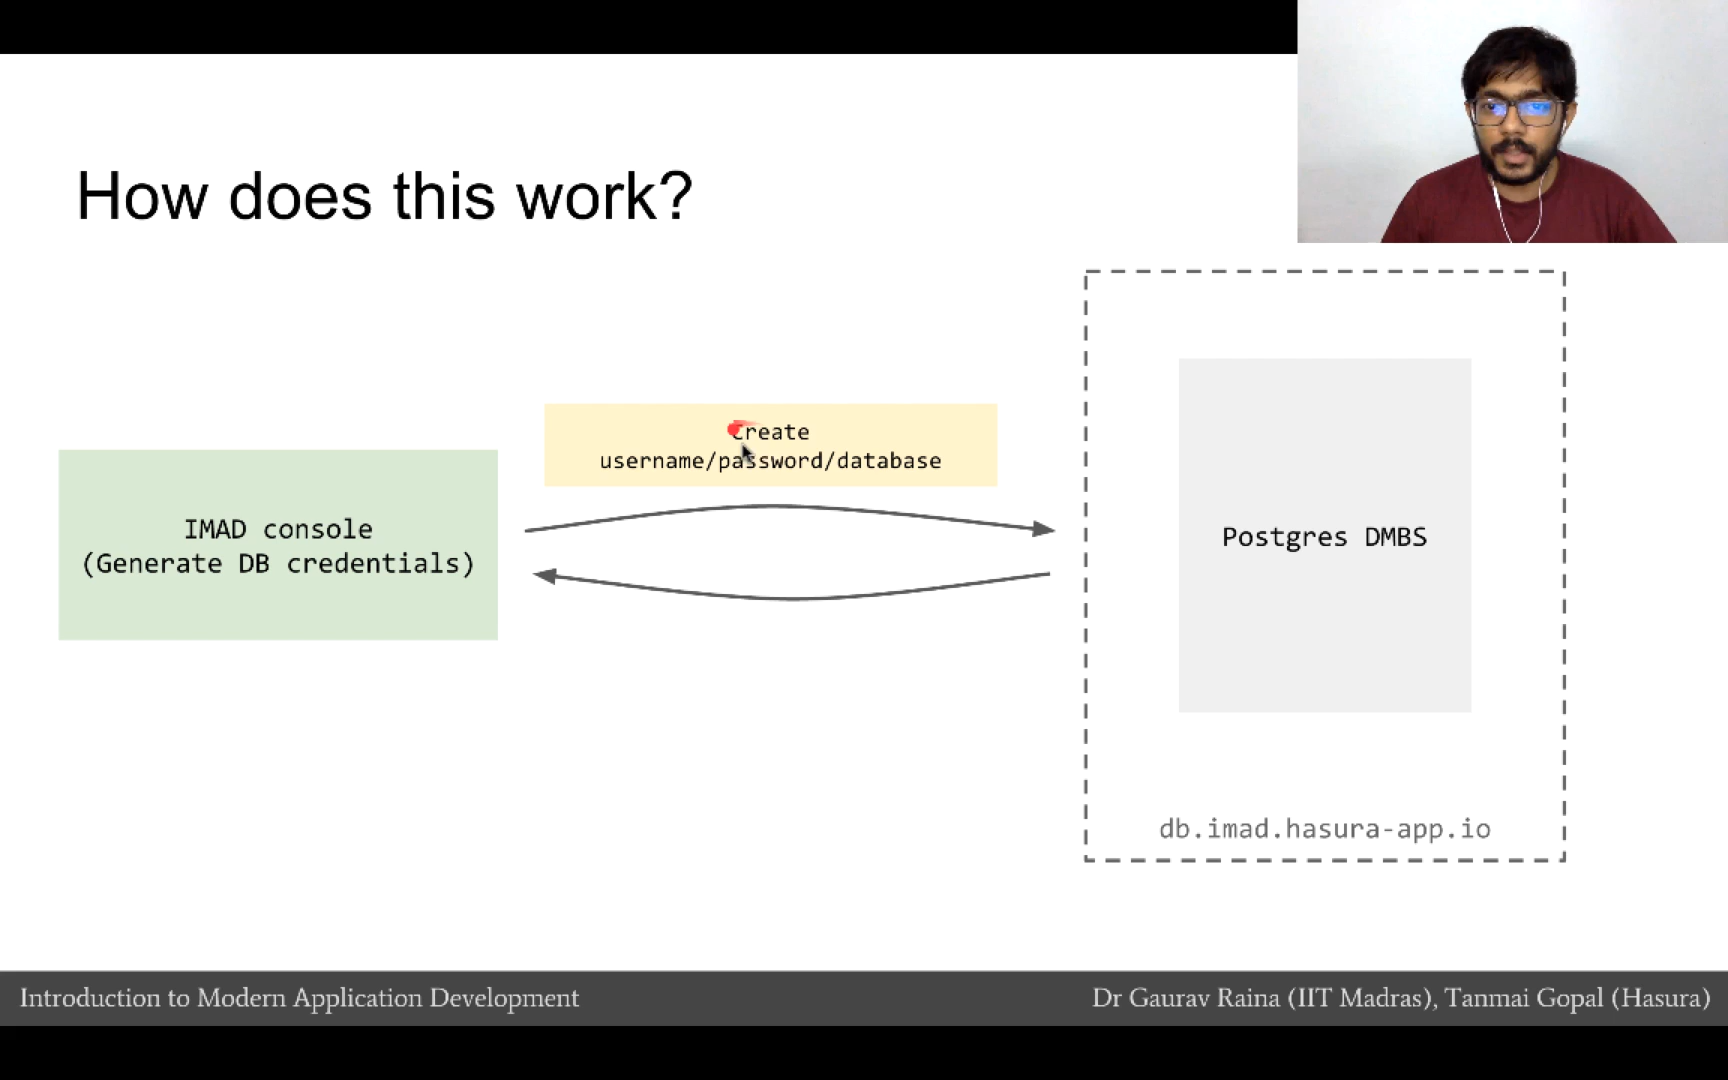 How does this work?
Create
username/password/database
IMAD console
(Generate DB credentials)
Postgres DMBS
db.imad.hasura-app.io
Introduction to Modern Application Development
Dr Gaurav Raina (IIT Madras), Tanmai Gopal (Hasura)